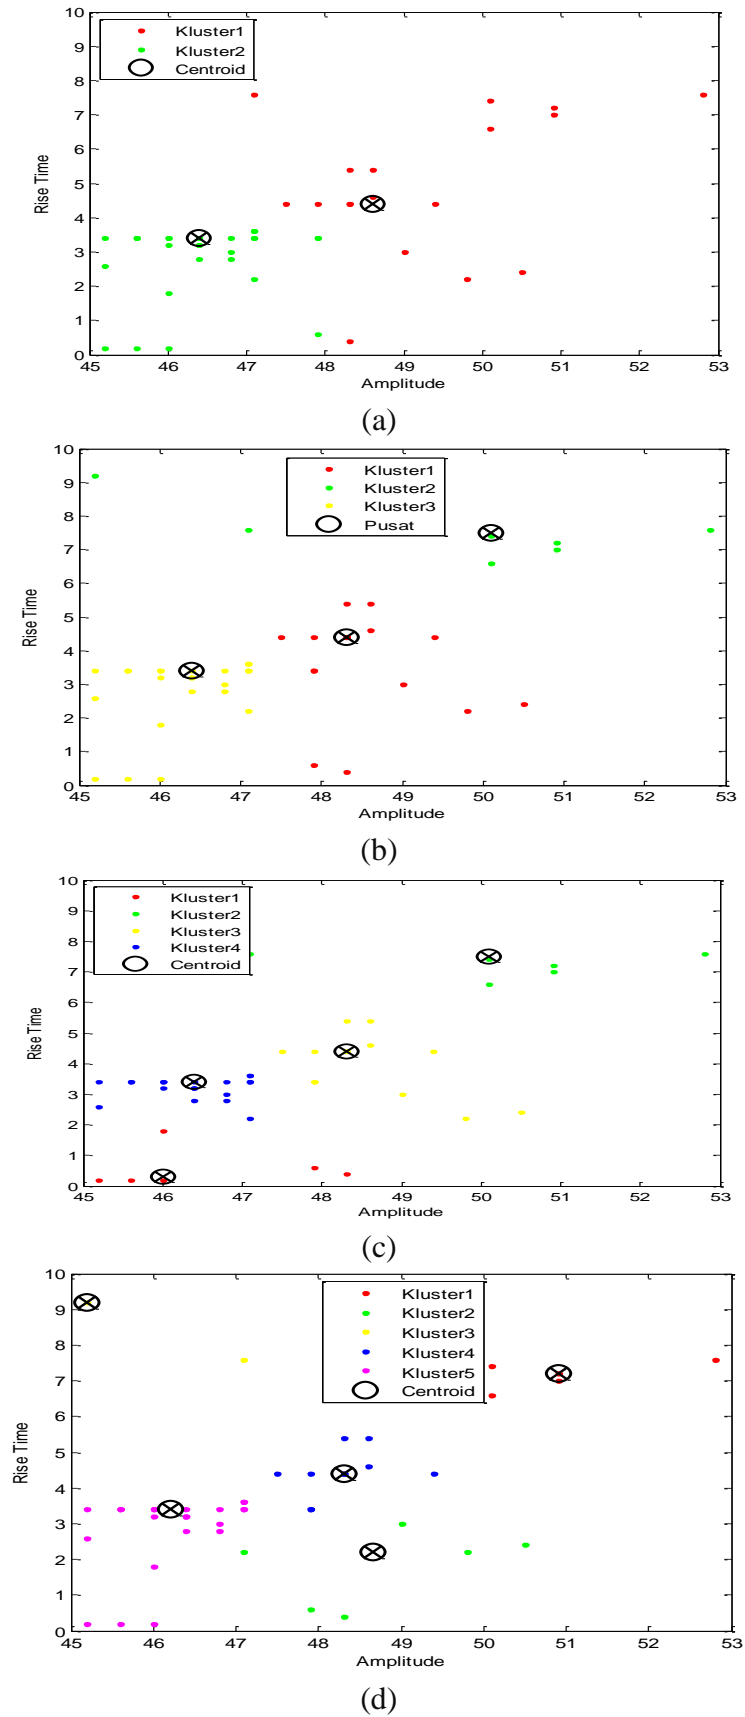 10
9
8
7
6
5
4
3
2
1
0
Rise Time
Kluster1
Kluster2
Centroid
45 46 47 48 49 50 51 52 53
Amplitude
(a)
10
9
8
7
6
5
4
3
2
1
0
Rise Time
Kluster1
Kluster2
Kluster3
Pusat
45 46 47 48 49 50 51 52 53
Amplitude
(b)
10
9
8
7
6
5
4
3
2
1
0
Rise Time
Kluster1
Kluster2
Kluster3
Kluster4
Centroid
45 46 47 48 49 50 51 52 53
Amplitude
(c)
10
9
8
7
6
5
4
3
2
1
0
Rise Time
Kluster1
Kluster2
Kluster3
Kluster4
Kluster5
Centroid
45 46 47 48 49 50 51 52 53
Amplitude
(d)